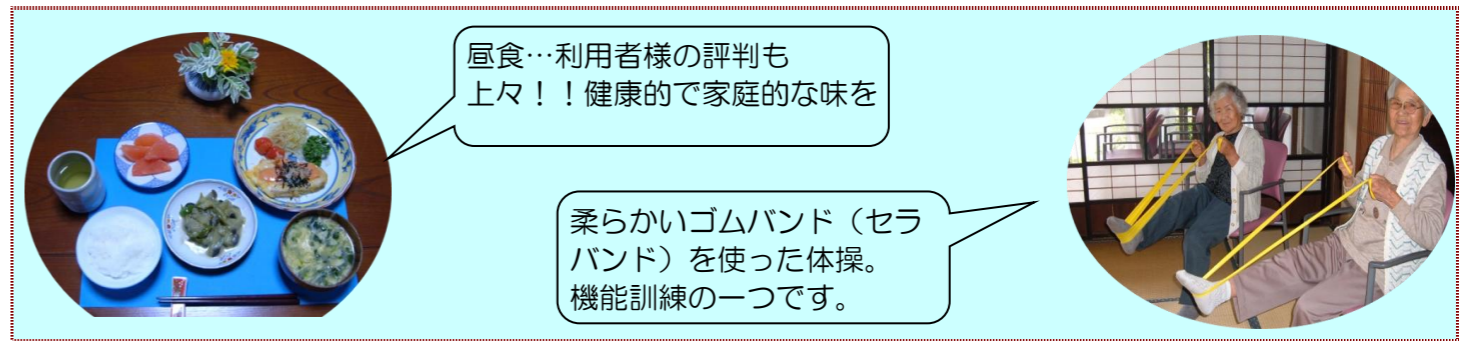 昼食…利用者様の評判も
上々！！健康的で家庭的な味を
柔らかいゴムバンド（セラ
バンド）を使った体操。
機能訓練の一つです。